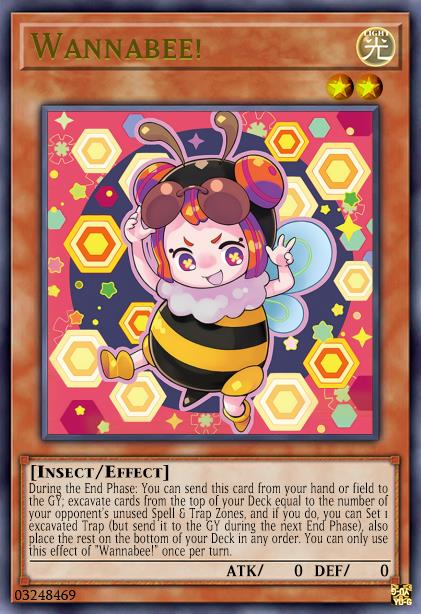 Wannabee!
LIGHT
光
[Insect/Effect]
During the End Phase: You can send this card from your hand or field to
the GY; excavate cards from the top of your Deck equal to the number of
your opponent's unused Spell & Trap Zones, and if you do, you can Set 1
excavated Trap (but send it to the GY during the next End Phase), also
place the rest on the bottom of your Deck in any order. You can only use
this effect of "Wannabee!" once per turn.
ATK/ 0 DEF/ 0
03248469